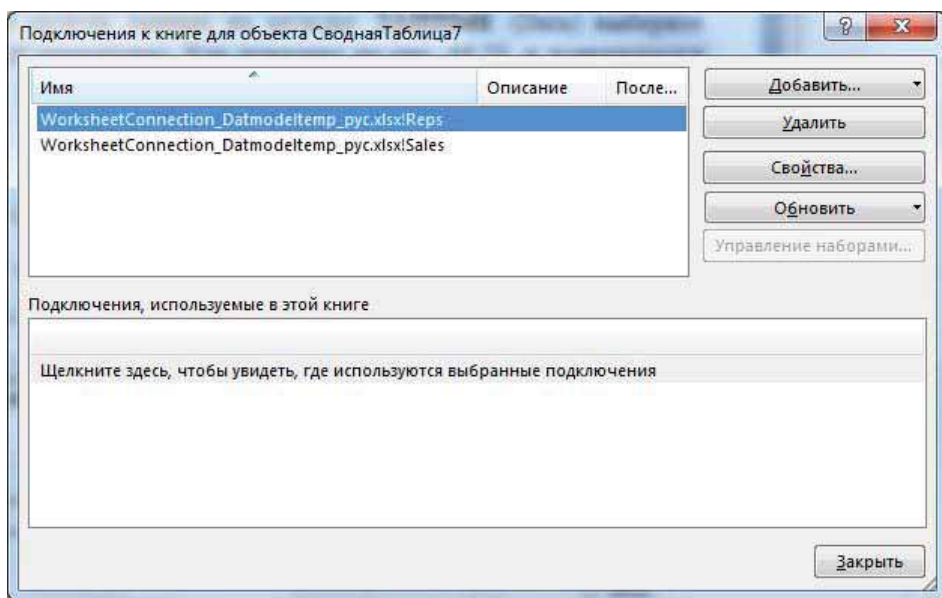 Подключения к книге для объекта СводнаяТаблица7
Имя Описание После...
WorksheetConnection_Datmodeltemp_рус.xlsx!Reps
WorksheetConnection_Datmodeltemp_рус.xlsx!Sales
Добавить...
Удалить
Свойства...
Обновить
Управление наборами...
Подключения, используемые в этой книге
Щелкните здесь, чтобы увидеть, где используются выбранные подключения
Закрыть